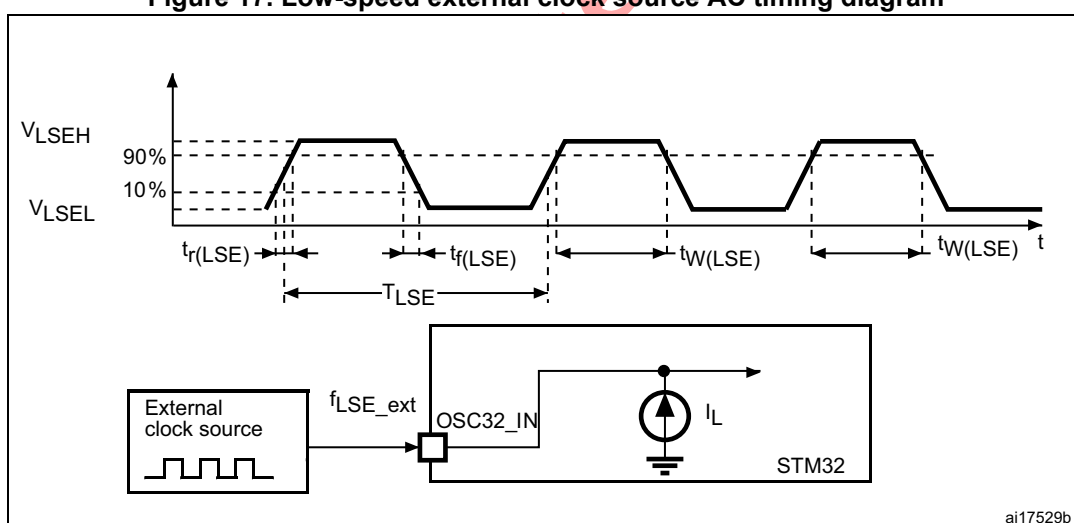 Figure 17. Low-speed external clock source AC timing diagram
VLSEH
90%
10%
VLSEL
tr(LSE)
tf(LSE)
tW(LSE)
tW(LSE)
t
TLSE
External
clock source
fLSE_ext
OSC32_IN
IL
STM32
ai17529b